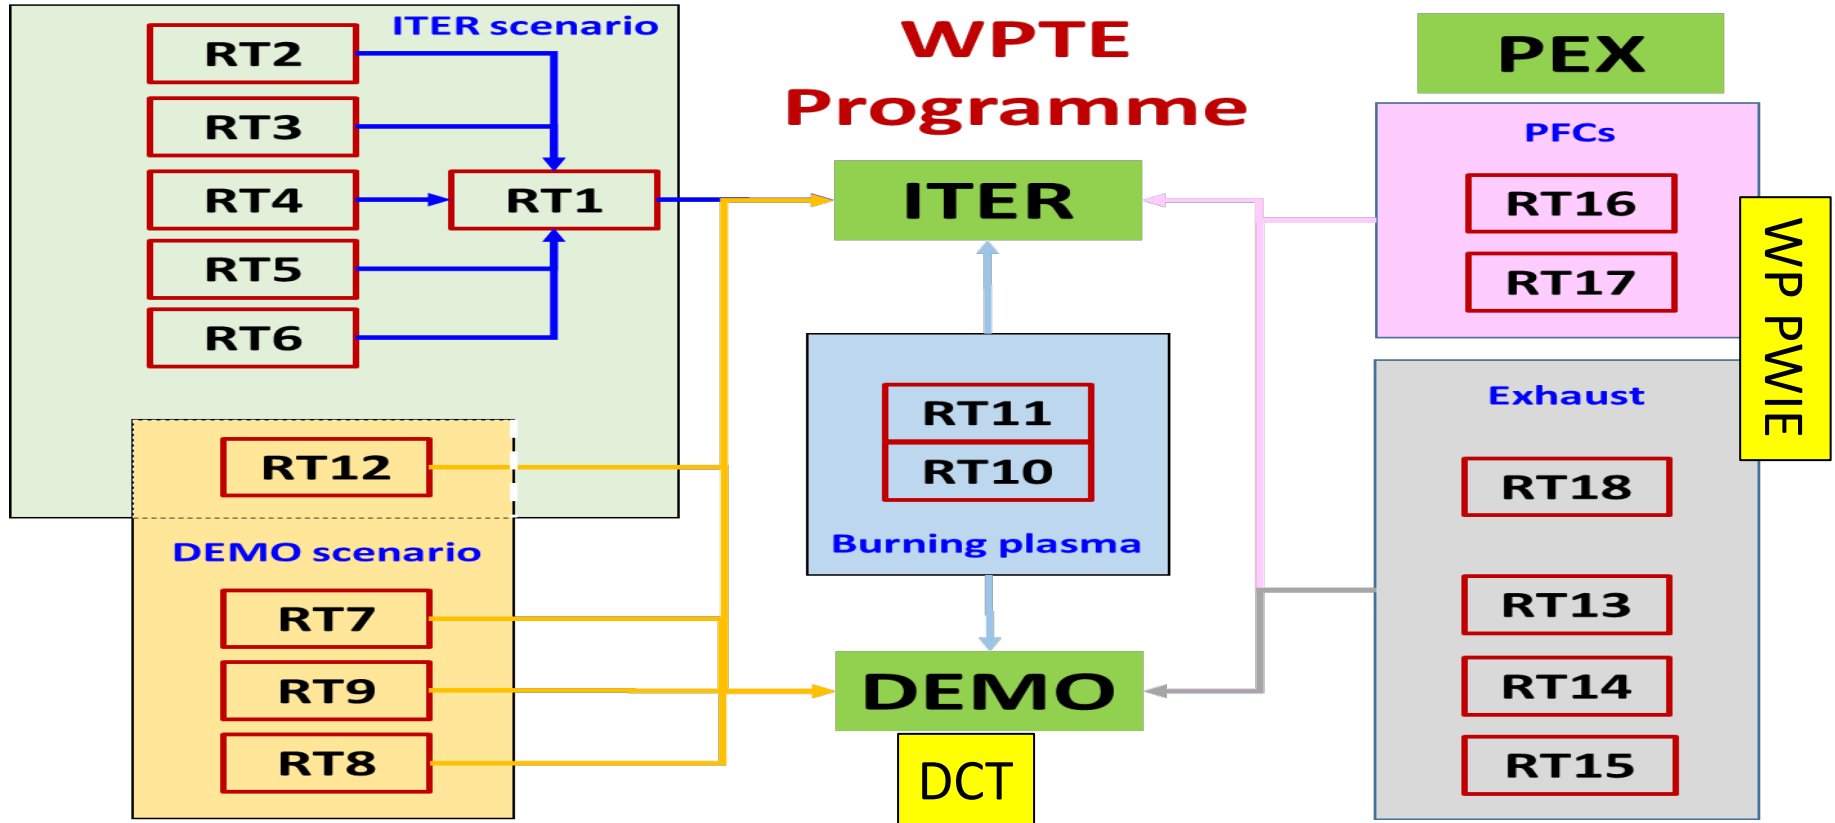 WPTE
Programme
ITER scenario
RT2
RT3
RT4
RT5
RT6
RT1
RT12
DEMO scenario
RT7
RT9
RT8
ITER
RT11
RT10
Burning plasma
DEMO
DCT
PEX
PFCs
RT16
RT17
WP PWIE
Exhaust
RT18
RT13
RT14
RT15